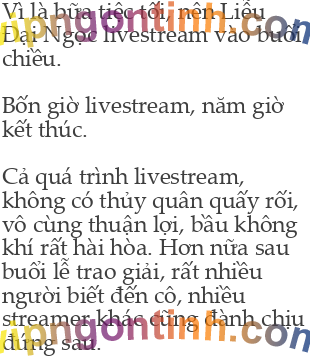 Vì là bữa tiệc tối, nên Liễu
Đại Ngọc livestream vào buổi
chiều.
Bốn giờ livestream, năm giờ
kết thúc.
Cả quá trình livestream,
không có thủy quân quấy rối,
vô cùng thuận lợi, bầu không
khí rất hài hòa. Hơn nữa sau
buổi lễ trao giải, rất nhiều
người biết đến cô, nhiều
streamer khác cũng đành chịu
đứng sau.
vipngontinh.com
vipngontinh.com